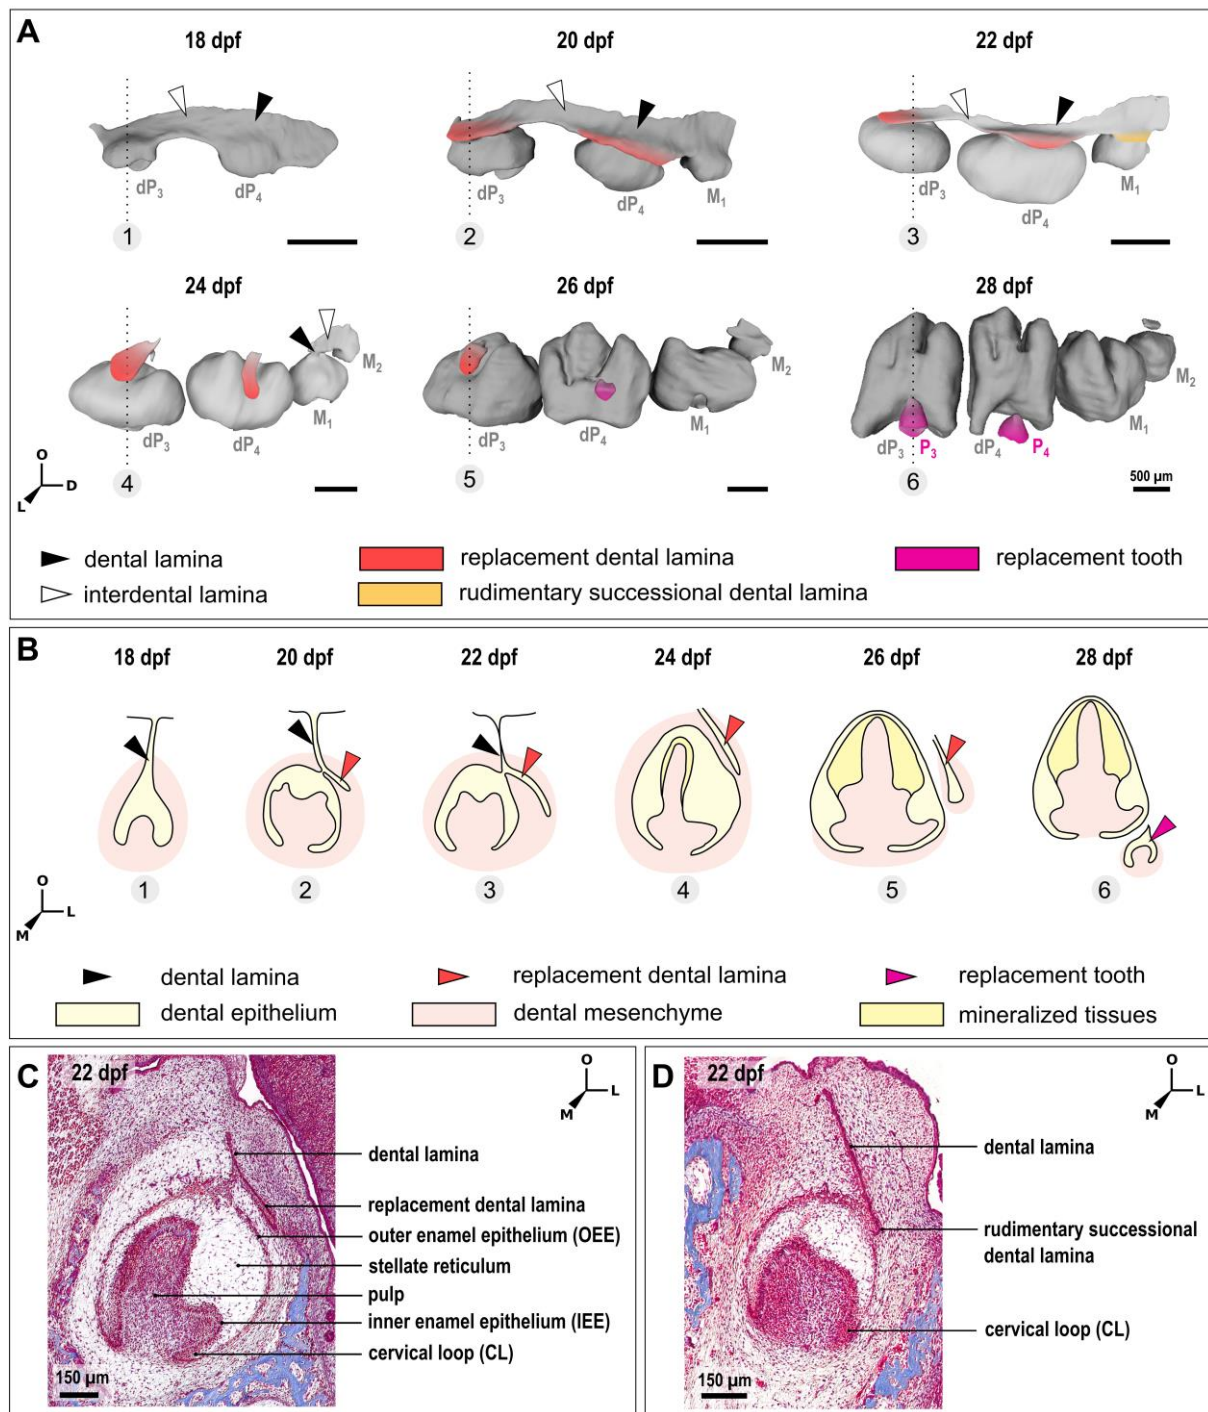 A
18 dpf
20 dpf
22 dpf
dP3
dP4
dP3
dP4
M1
dP3
dP4
M1
1
2
3
24 dpf
26 dpf
28 dpf
dP3
dP4
M1
M2
dP3
dP4
M1
M2
dP3
P3
dP4
P4
M1
M2
O
D
L
4
5
6
500 µm
dental lamina
replacement dental lamina
replacement tooth
interdental lamina
rudimentary successional dental lamina
B
18 dpf
20 dpf
22 dpf
24 dpf
26 dpf
28 dpf
1
2
3
4
5
6
O
L
M
dental lamina
replacement dental lamina
replacement tooth
dental epithelium
dental mesenchyme
mineralized tissues
C
22 dpf
O
L
M
dental lamina
replacement dental lamina
outer enamel epithelium (OEE)
stellate reticulum
pulp
inner enamel epithelium (IEE)
cervical loop (CL)
150 µm
D
22 dpf
O
L
M
dental lamina
rudimentary successional
dental lamina
cervical loop (CL)
150 µm